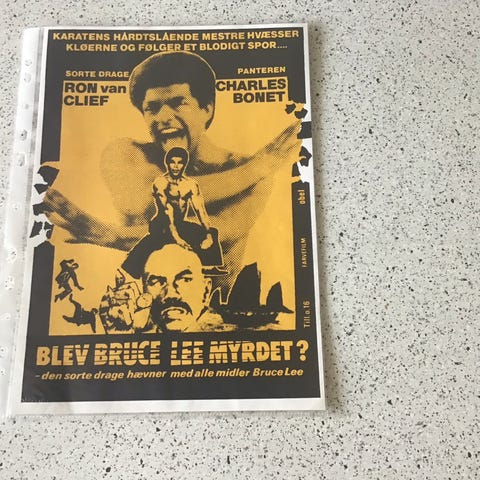 KARATENS HÅRDTSLÅENDE MESTRE HVÆSSER
KLØERNE OG FØLGER ET BLODIGT SPOR....
SORTE DRAGE
RON van
CLIEF
PANTEREN
CHARLES
BONET
obel
FARVEFILM
Till. o. 16
BLEV BRUCE LEE MYRDET?
- den sorte drage hævner med alle midler Bruce Lee